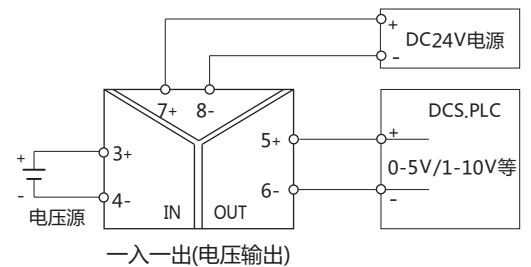 +
DC24V电源
-
7+ 8-
DCS.PLC
5+
+
+
3+
0-5V/1-10V等
6-
-
4-
-
电压源
IN OUT
一入一出(电压输出)